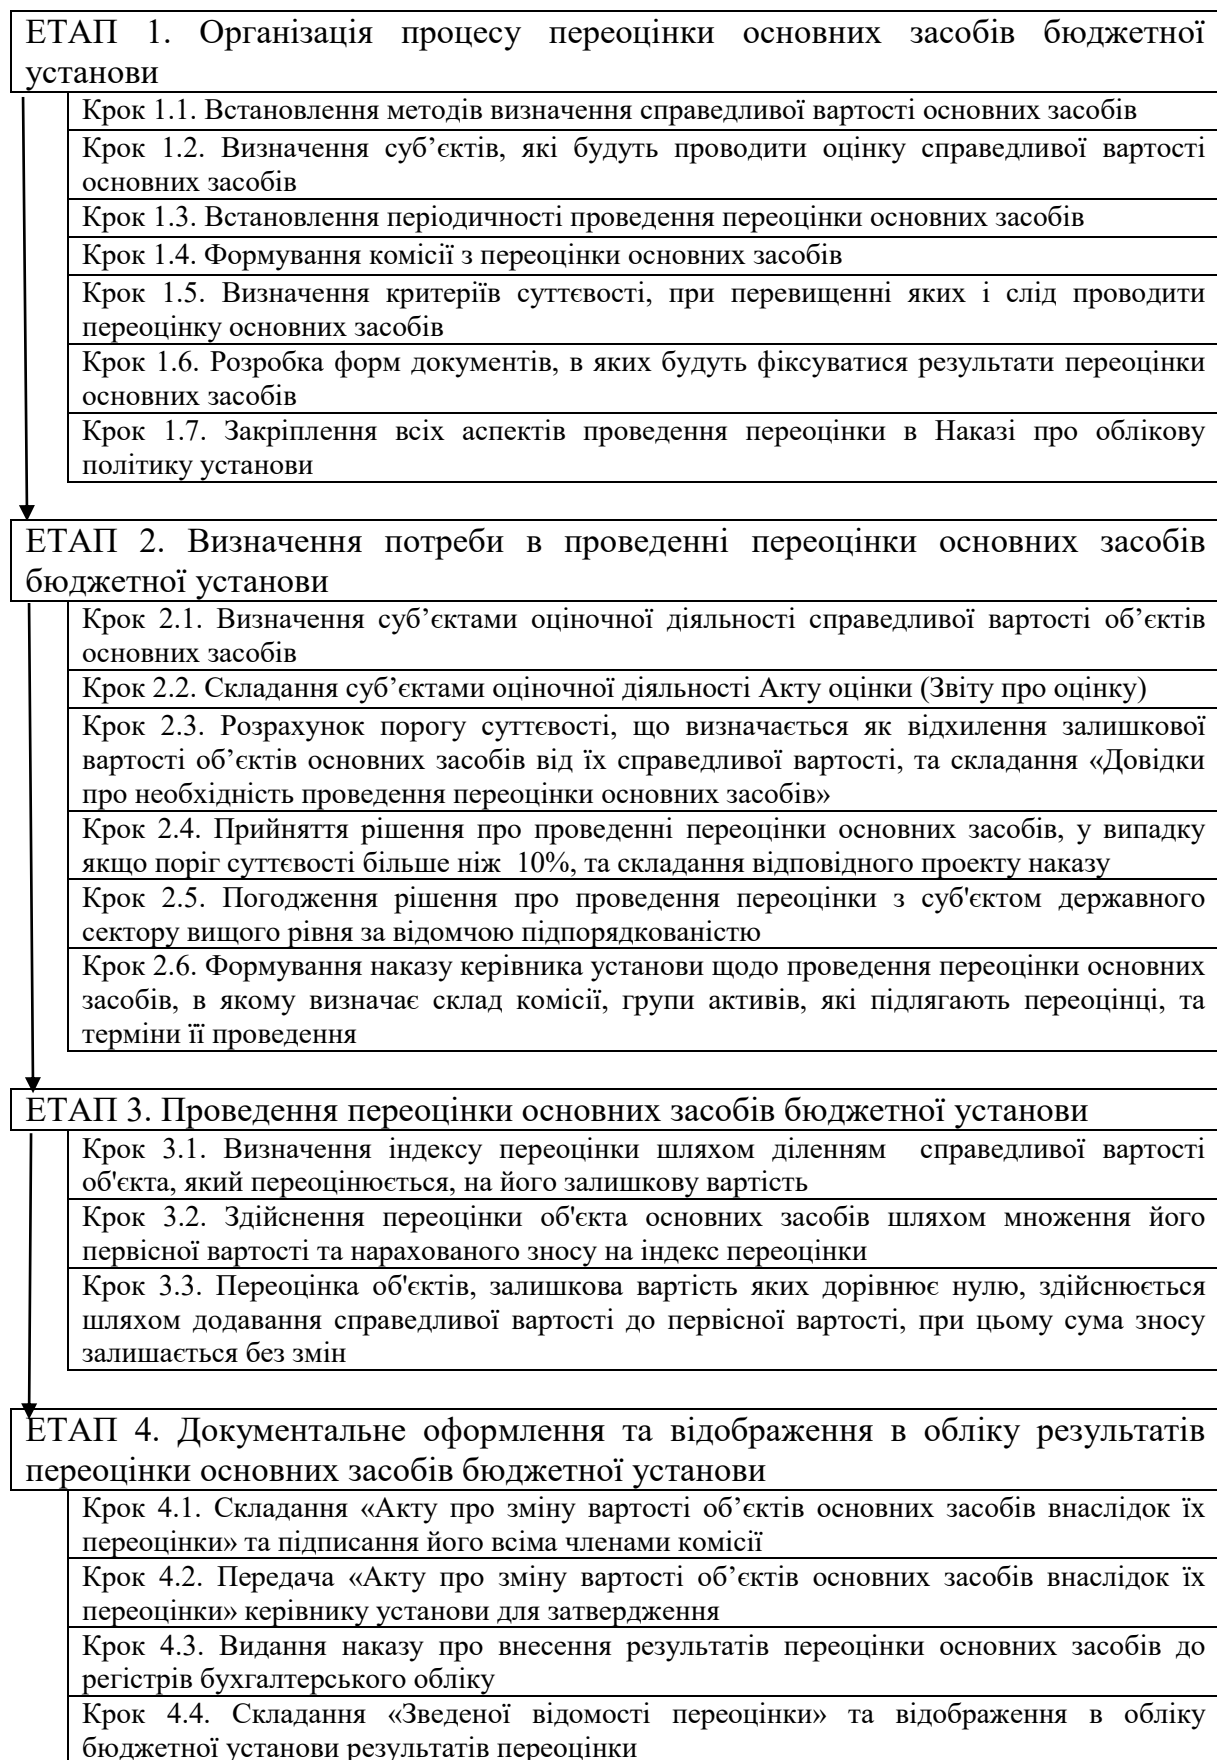 ЕТАП 1. Організація процесу переоцінки основних засобів бюджетної
установи
Крок 1.1. Встановлення методів визначення справедливої вартості основних засобів
Крок 1.2. Визначення суб’єктів, які будуть проводити оцінку справедливої вартості
основних засобів
Крок 1.3. Встановлення періодичності проведення переоцінки основних засобів
Крок 1.4. Формування комісії з переоцінки основних засобів
Крок 1.5. Визначення критеріїв суттєвості, при перевищенні яких і слід проводити
переоцінку основних засобів
Крок 1.6. Розробка форм документів, в яких будуть фіксуватися результати переоцінки
основних засобів
Крок 1.7. Закріплення всіх аспектів проведення переоцінки в Наказі про облікову
політику установи
ЕТАП 2. Визначення потреби в проведенні переоцінки основних засобів
бюджетної установи
Крок 2.1. Визначення суб’єктами оціночної діяльності справедливої вартості об’єктів
основних засобів
Крок 2.2. Складання суб’єктами оціночної діяльності Акту оцінки (Звіту про оцінку)
Крок 2.3. Розрахунок порогу суттєвості, що визначається як відхилення залишкової
вартості об’єктів основних засобів від їх справедливої вартості, та складання «Довідки
про необхідність проведення переоцінки основних засобів»
Крок 2.4. Прийняття рішення про проведенні переоцінки основних засобів, у випадку
якщо поріг суттєвості більше ніж 10%, та складання відповідного проекту наказу
Крок 2.5. Погодження рішення про проведення переоцінки з суб'єктом державного
сектору вищого рівня за відомчою підпорядкованістю
Крок 2.6. Формування наказу керівника установи щодо проведення переоцінки основних
засобів, в якому визначає склад комісії, групи активів, які підлягають переоцінці, та
терміни її проведення
ЕТАП 3. Проведення переоцінки основних засобів бюджетної установи
Крок 3.1. Визначення індексу переоцінки шляхом діленням справедливої вартості
об'єкта, який переоцінюється, на його залишкову вартість
Крок 3.2. Здійснення переоцінки об'єкта основних засобів шляхом множення його
первісної вартості та нарахованого зносу на індекс переоцінки
Крок 3.3. Переоцінка об'єктів, залишкова вартість яких дорівнює нулю, здійснюється
шляхом додавання справедливої вартості до первісної вартості, при цьому сума зносу
залишається без змін
ЕТАП 4. Документальне оформлення та відображення в обліку результатів
переоцінки основних засобів бюджетної установи
Крок 4.1. Складання «Акту про зміну вартості об’єктів основних засобів внаслідок їх
переоцінки» та підписання його всіма членами комісії
Крок 4.2. Передача «Акту про зміну вартості об’єктів основних засобів внаслідок їх
переоцінки» керівнику установи для затвердження
Крок 4.3. Видання наказу про внесення результатів переоцінки основних засобів до
регістрів бухгалтерського обліку
Крок 4.4. Складання «Зведеної відомості переоцінки» та відображення в обліку
бюджетної установи результатів переоцінки